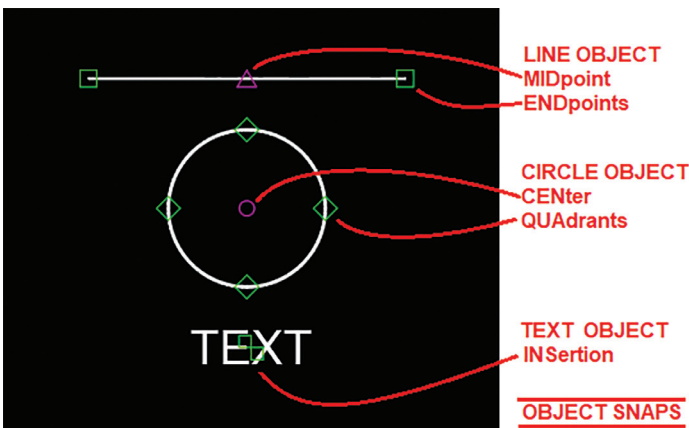 LINE OBJECT
MIDpoint
ENDpoints
CIRCLE OBJECT
CENter
QUAdrants
TEXT
TEXT OBJECT
INSertion
OBJECT SNAPS